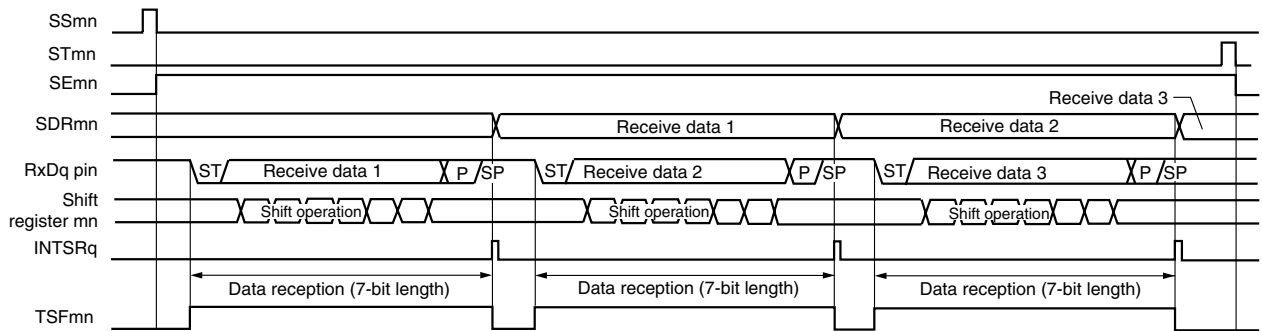 SSmn
STmn
SEmn
Receive data 3
SDRmn
Receive data 1
Receive data 2
RxDq pin
ST
Receive data 1
P
SP
ST
Receive data 2
P
SP
ST
Receive data 3
P
SP
Shift
register mn
Shift operation
Shift operation
Shift operation
INTSRq
Data reception (7-bit length)
Data reception (7-bit length)
Data reception (7-bit length)
TSFmn